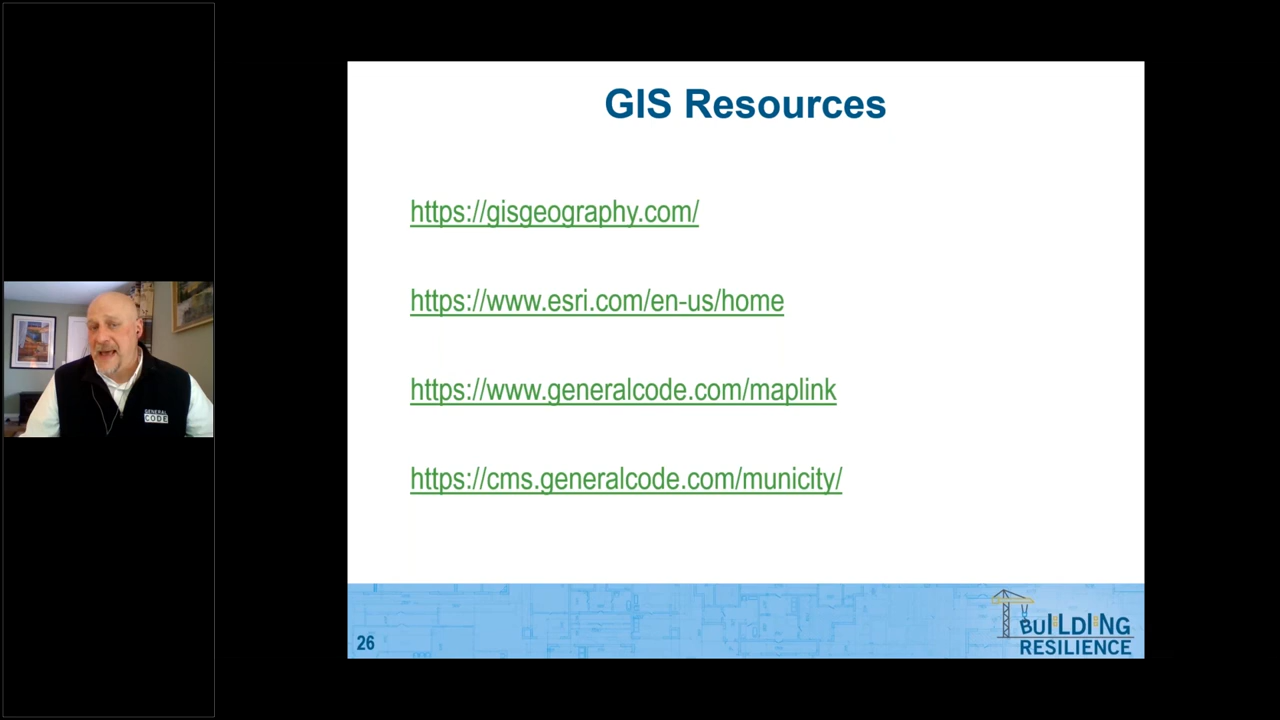 GIS Resources
https://gisgeography.com/
https://www.esri.com/en-us/home
https://www.generalcode.com/maplink
https://cms.generalcode.com/municity/
GENERAL
CODE
26
BUILDING
RESILIENCE